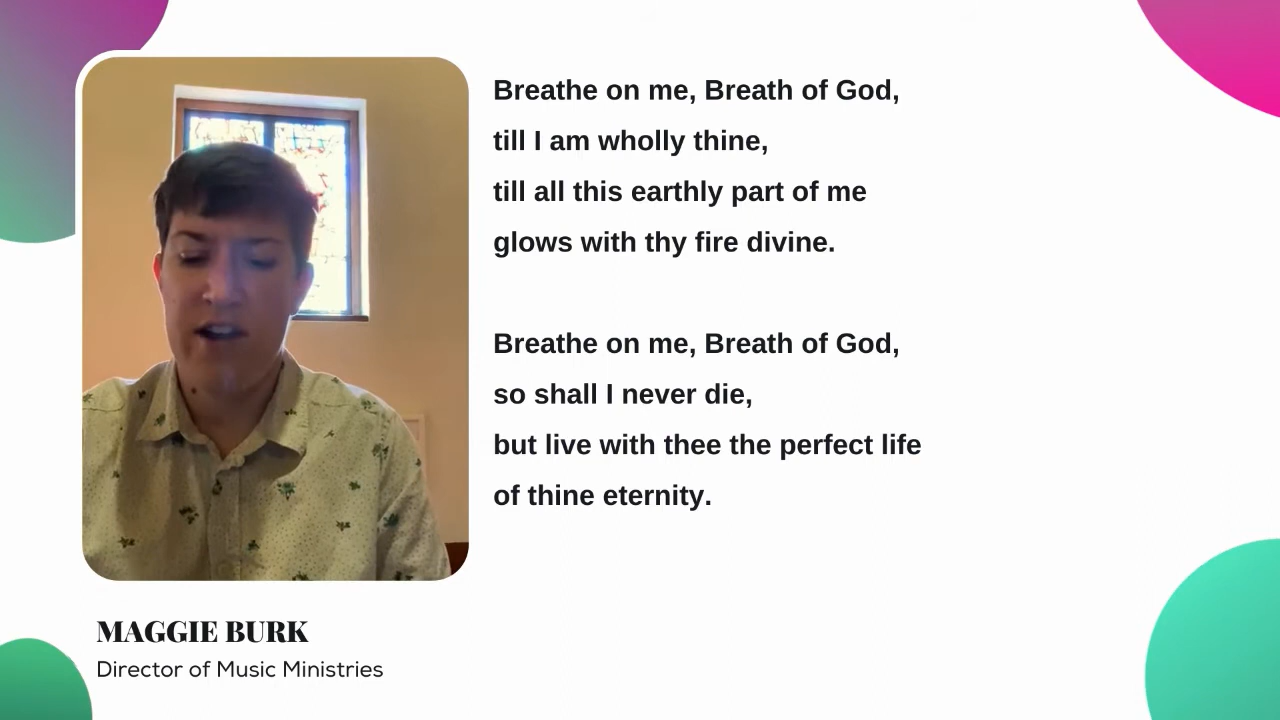 Breathe on me, Breath of God,
till I am wholly thine,
till all this earthly part of me
glows with thy fire divine.
Breathe on me, Breath of God,
so shall I never die,
but live with thee the perfect life
of thine eternity.
MAGGIE BURK
Director of Music Ministries